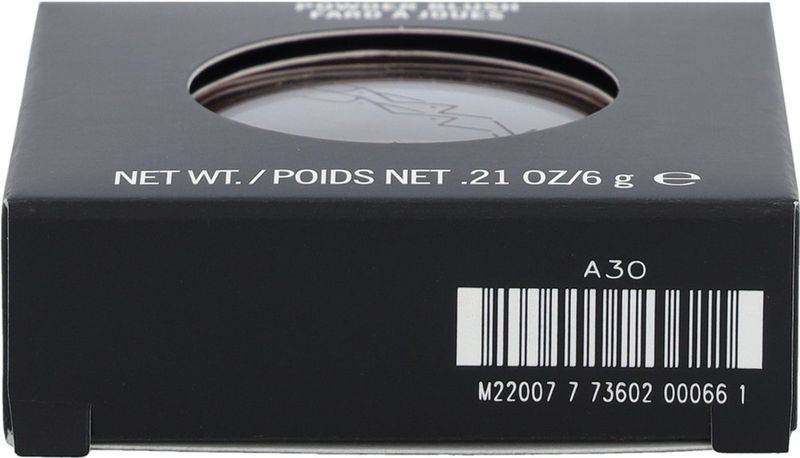 POWDER BLUSH
FARD À JOUES
NET WT. / POIDS NET .21 OZ/6 g ℮
A30
M22007 7 73602 00066 1